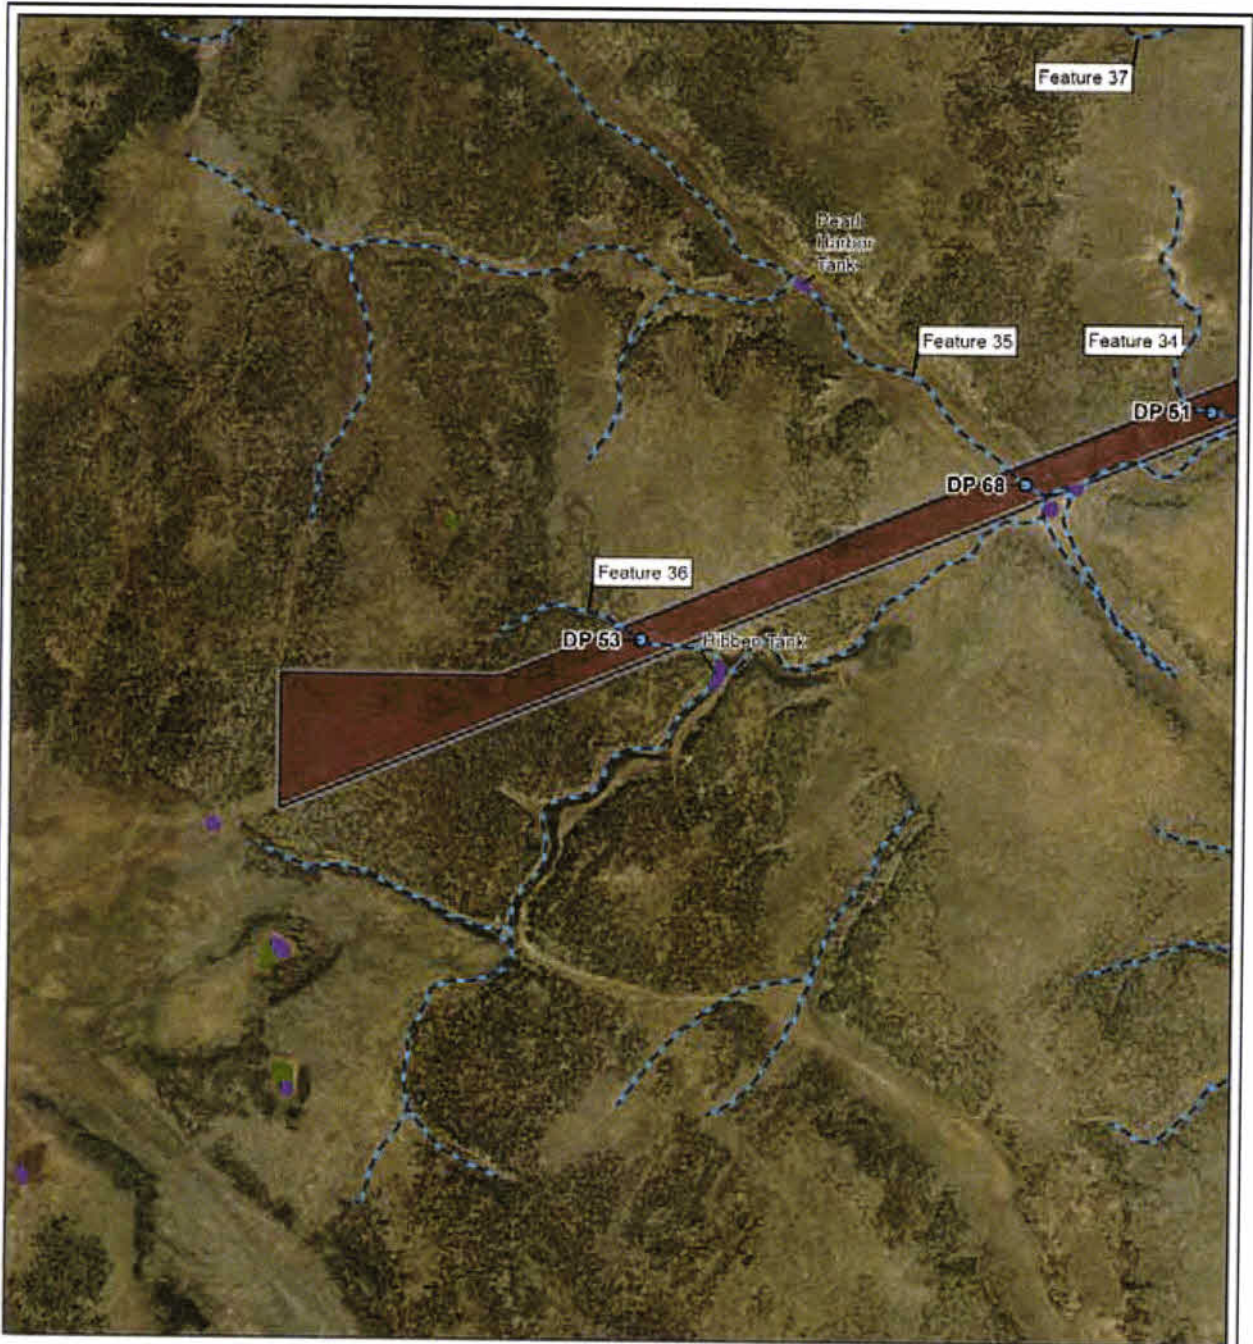 Feature 37
Pearl
Harbor
Tank
Feature 35
Feature 34
DP 51
DP 68
Feature 36
DP 53
Hibben Tank